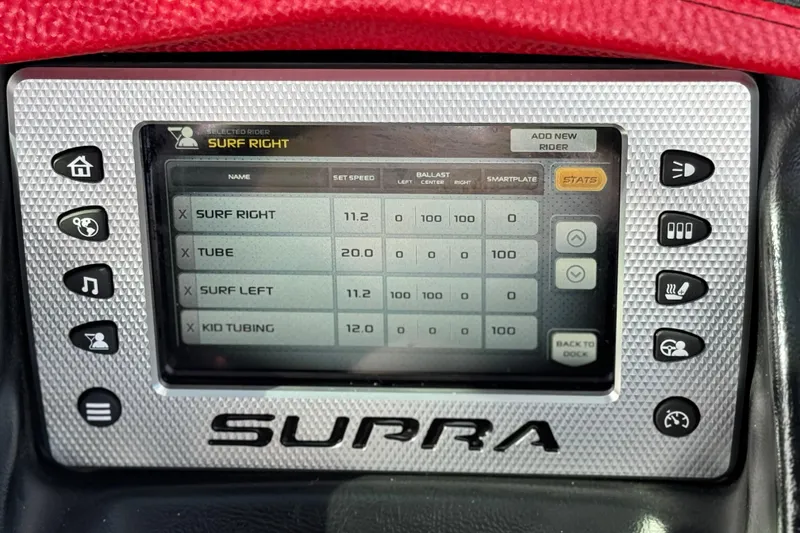 SELECTED RIDER
SURF RIGHT
ADD NEW
RIDER
NAME SET SPEED BALLAST SMARTPLATE
LEFT CENTER RIGHT
STATS
X SURF RIGHT 11.2 0 100 100 0
X TUBE 20.0 0 0 0 100
X SURF LEFT 11.2 100 100 0 0
X KID TUBING 12.0 0 0 0 100
BACK TO
DOCK
SUPRA